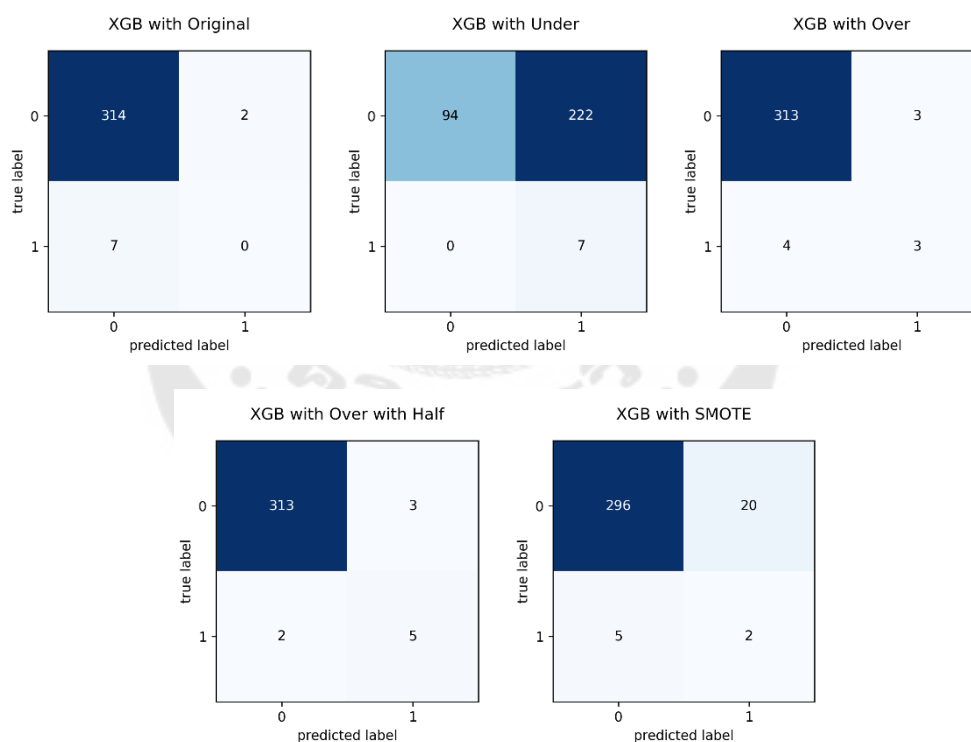 XGB with Original
XGB with Under
XGB with Over
0
314
2
0
94
222
0
313
3
true label
true label
true label
1
7
0
1
0
7
1
4
3
0
1
0
1
0
1
predicted label
predicted label
predicted label
XGB with Over with Half
XGB with SMOTE
0
313
3
0
296
20
true label
true label
1
2
5
1
5
2
0
1
0
1
predicted label
predicted label